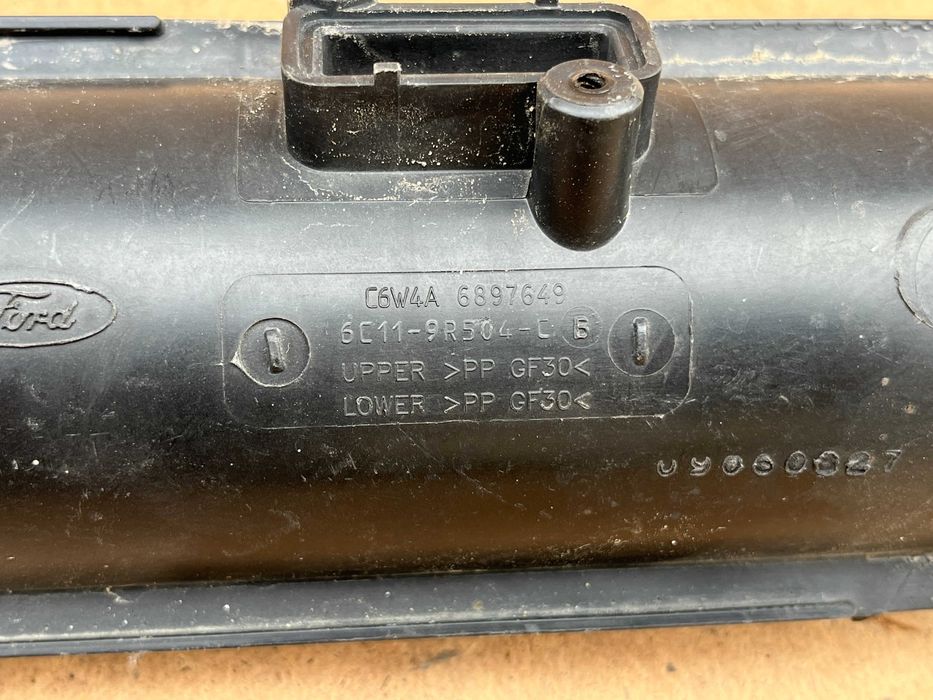 C6W4A 6897649
Ford
6C11-9R504-C B
UPPER >PP GF30<
LOWER >PP GF30<